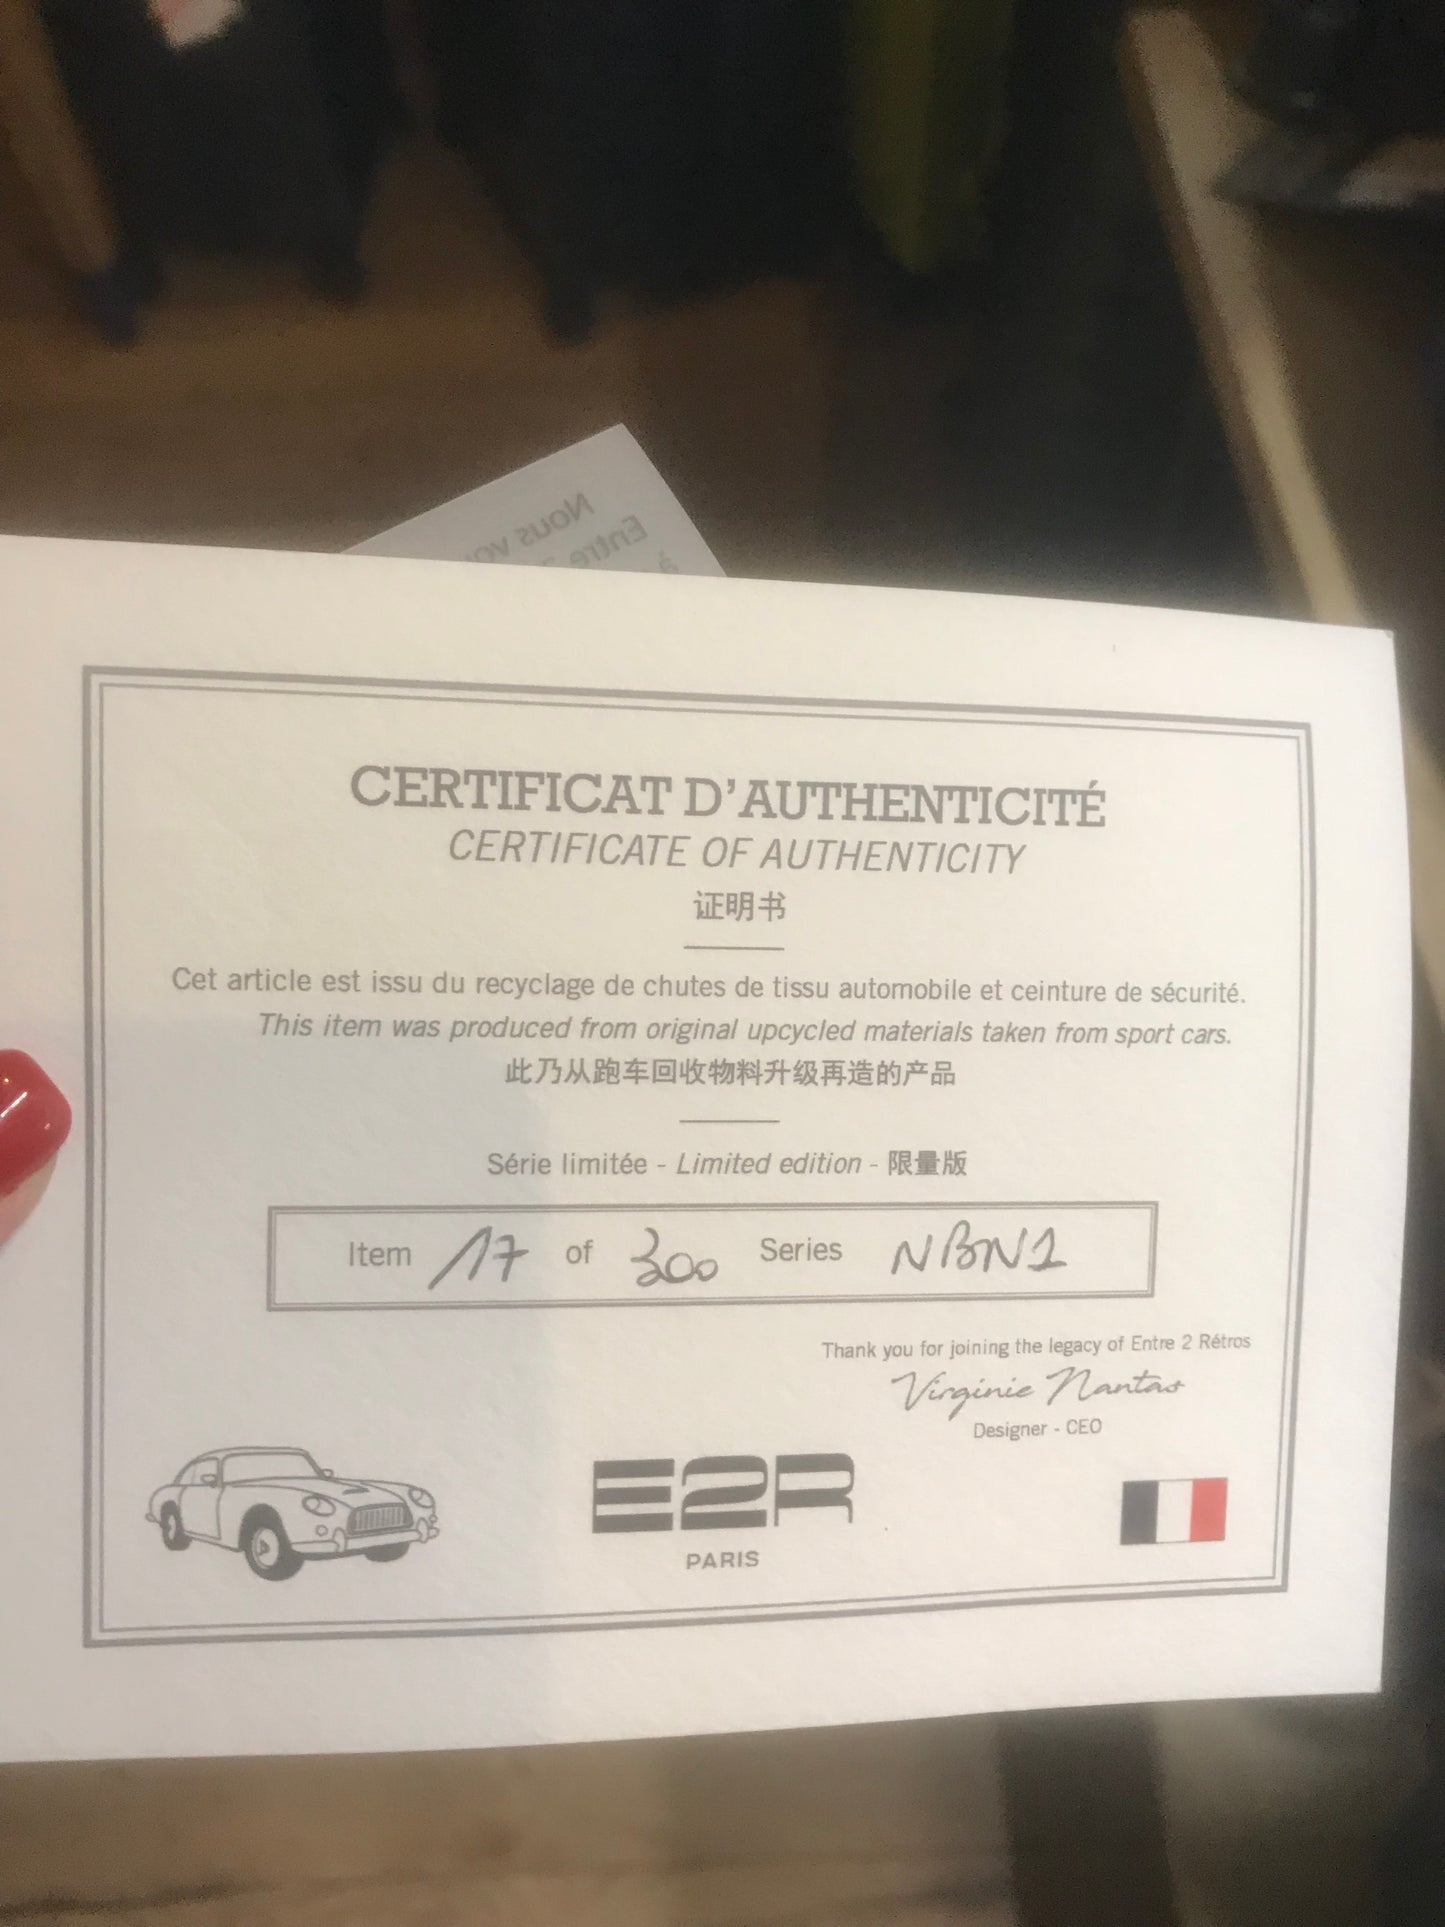 Nous vou
Entre 2
à
CERTIFICAT D'AUTHENTICITÉ
CERTIFICATE OF AUTHENTICITY
证明书
Cet article est issu du recyclage de chutes de tissu automobile et ceinture de sécurité.
This item was produced from original upcycled materials taken from sport cars.
此乃从跑车回收物料升级再造的产品
Série limitée - Limited edition - 限量版
Item 17 of 300 Series NBN1
Thank you for joining the legacy of Entre 2 Rétros
Virginie Nantas
Designer - CEO
E2R
PARIS